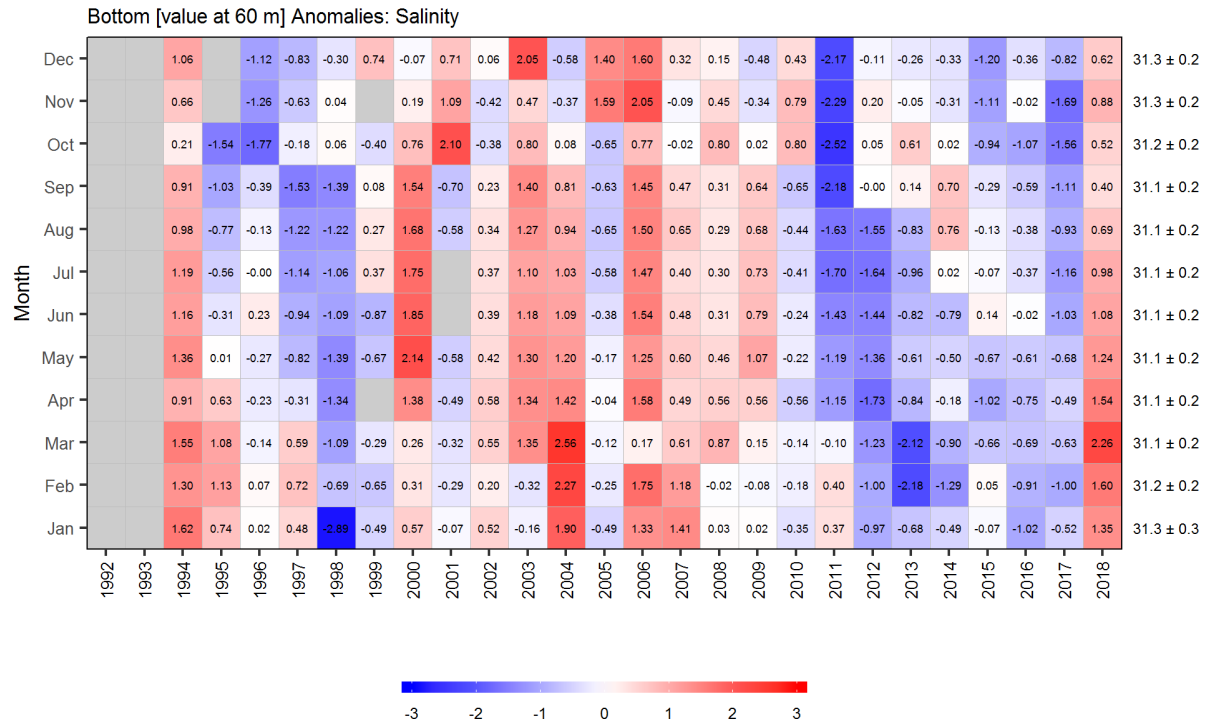 Bottom [value at 60 m] Anomalies: Salinity
Month
Dec 1.06 -1.12 -0.83 -0.30 0.74 -0.07 0.71 0.06 2.05 -0.58 1.40 1.60 0.32 0.15 -0.48 0.43 -2.17 -0.11 -0.26 -0.33 -1.20 -0.36 -0.82 0.62 31.3 ± 0.2
Nov 0.66 -1.26 -0.63 0.04 0.19 1.09 -0.42 0.47 -0.37 1.59 2.05 -0.09 0.45 -0.34 0.79 -2.29 0.20 -0.05 -0.31 -1.11 -0.02 -1.69 0.88 31.3 ± 0.2
Oct 0.21 -1.54 -1.77 -0.18 0.06 -0.40 0.76 2.10 -0.38 0.80 0.08 -0.65 0.77 -0.02 0.80 0.02 0.80 -2.52 0.05 0.61 0.02 -0.94 -1.07 -1.56 0.52 31.2 ± 0.2
Sep 0.91 -1.03 -0.39 -1.53 -1.39 0.08 1.54 -0.70 0.23 1.40 0.81 -0.63 1.45 0.47 0.31 0.64 -0.65 -2.18 -0.00 0.14 0.70 -0.29 -0.59 -1.11 0.40 31.1 ± 0.2
Aug 0.98 -0.77 -0.13 -1.22 -1.22 0.27 1.68 -0.58 0.34 1.27 0.94 -0.65 1.50 0.65 0.29 0.68 -0.44 -1.63 -1.55 -0.83 0.76 -0.13 -0.38 -0.93 0.69 31.1 ± 0.2
Jul 1.19 -0.56 -0.00 -1.14 -1.06 0.37 1.75 0.37 1.10 1.03 -0.58 1.47 0.40 0.30 0.73 -0.41 -1.70 -1.64 -0.96 0.02 -0.07 -0.37 -1.16 0.98 31.1 ± 0.2
Jun 1.16 -0.31 0.23 -0.94 -1.09 -0.87 1.85 0.39 1.18 1.09 -0.38 1.54 0.48 0.31 0.79 -0.24 -1.43 -1.44 -0.82 -0.79 0.14 -0.02 -1.03 1.08 31.1 ± 0.2
May 1.36 0.01 -0.27 -0.82 -1.39 -0.67 2.14 -0.58 0.42 1.30 1.20 -0.17 1.25 0.60 0.46 1.07 -0.22 -1.19 -1.36 -0.61 -0.50 -0.67 -0.61 -0.68 1.24 31.1 ± 0.2
Apr 0.91 0.63 -0.23 -0.31 -1.34 1.38 -0.49 0.58 1.34 1.42 -0.04 1.58 0.49 0.56 0.56 -0.56 -1.15 -1.73 -0.84 -0.18 -1.02 -0.75 -0.49 1.54 31.1 ± 0.2
Mar 1.55 1.08 -0.14 0.59 -1.09 -0.29 0.26 -0.32 0.55 1.35 2.56 -0.12 0.17 0.61 0.87 0.15 -0.14 -0.10 -1.23 -2.12 -0.90 -0.66 -0.69 -0.63 2.26 31.1 ± 0.2
Feb 1.30 1.13 0.07 0.72 -0.69 -0.65 0.31 -0.29 0.20 -0.32 2.27 -0.25 1.75 1.18 -0.02 -0.08 -0.18 0.40 -1.00 -2.18 -1.29 0.05 -0.91 -1.00 1.60 31.2 ± 0.2
Jan 1.62 0.74 0.02 0.48 -2.89 -0.49 0.57 -0.07 0.52 -0.16 1.90 -0.49 1.33 1.41 0.03 0.02 -0.35 0.37 -0.97 -0.68 -0.49 -0.07 -1.02 -0.52 1.35 31.3 ± 0.3
1992 1993 1994 1995 1996 1997 1998 1999 2000 2001 2002 2003 2004 2005 2006 2007 2008 2009 2010 2011 2012 2013 2014 2015 2016 2017 2018
-3 -2 -1 0 1 2 3